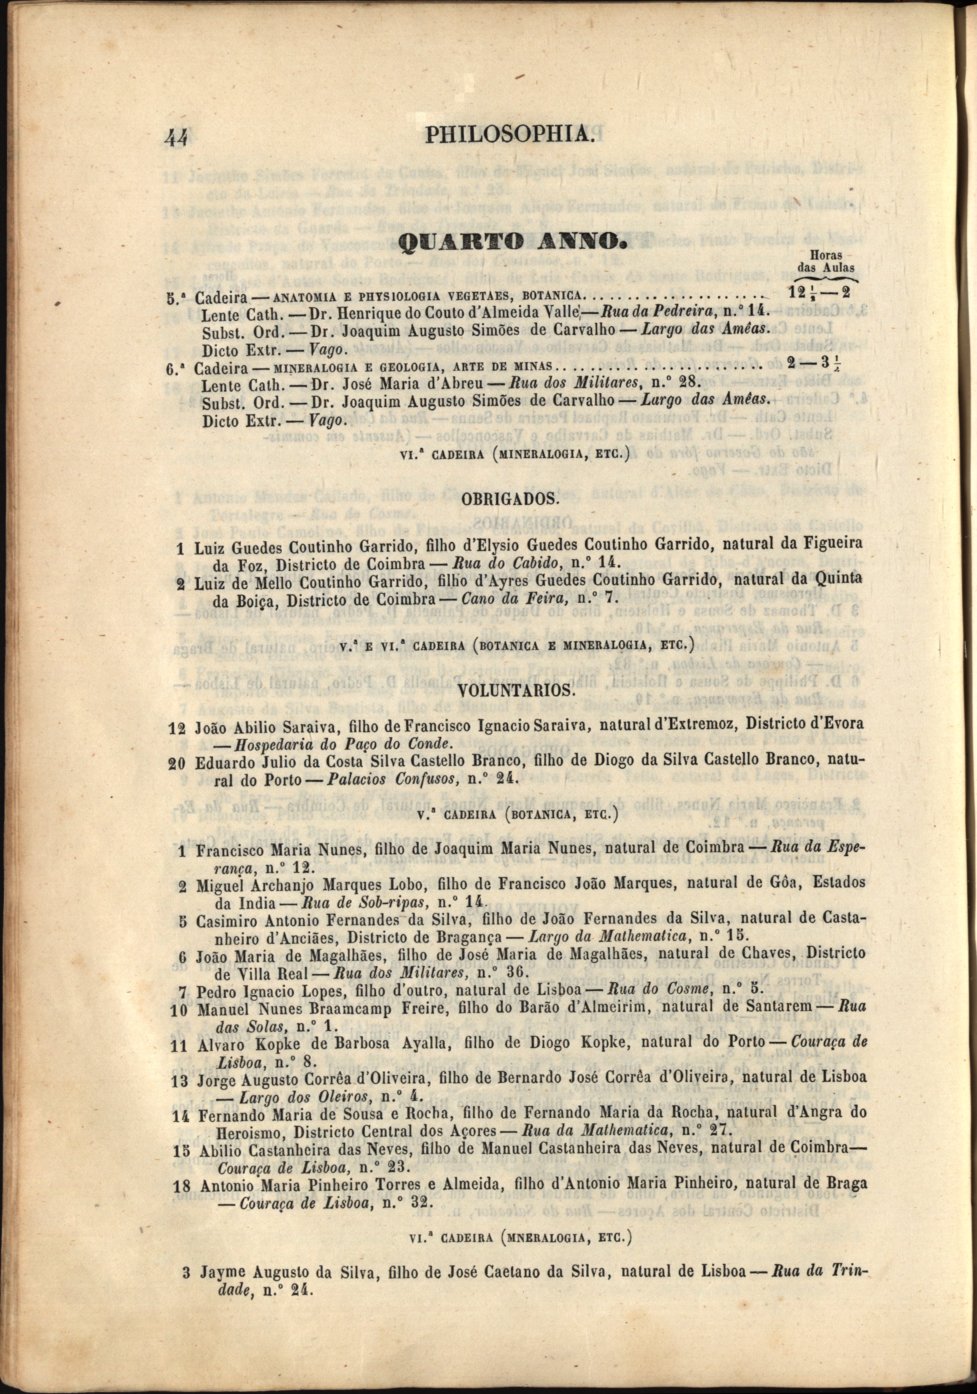 44
PHILOSOPHIA.
QUARTO ANNO.
Horas
das Aulas
5.ª Cadeira — ANATOMIA E PHYSIOLOGIA VEGETAES, BOTANICA. . . . . . . . . . . . . . . . . . . 12 ½ — 2
Lente Cath. — Dr. Henrique do Couto d'Almeida Valle — Rua da Pedreira, n.º 14.
Subst. Ord. — Dr. Joaquim Augusto Simões de Carvalho — Largo das Amêas.
Dicto Extr. — Vago.
6.ª Cadeira — MINERALOGIA E GEOLOGIA, ARTE DE MINAS. . . . . . . . . . . . . . . . . . . . . . 2 — 3 ½
Lente Cath. — Dr. José Maria d'Abreu — Rua dos Militares, n.º 28.
Subst. Ord. — Dr. Joaquim Augusto Simões de Carvalho — Largo das Amêas.
Dicto Extr. — Vago.
VI.ª CADEIRA (MINERALOGIA, ETC.)
OBRIGADOS.
1 Luiz Guedes Coutinho Garrido, filho d'Elysio Guedes Coutinho Garrido, natural da Figueira
da Foz, Districto de Coimbra — Rua do Cabido, n.º 14.
2 Luiz de Mello Coutinho Garrido, filho d'Ayres Guedes Coutinho Garrido, natural da Quinta
da Boiça, Districto de Coimbra — Cano da Feira, n.º 7.
V.ª E VI.ª CADEIRA (BOTANICA E MINERALOGIA, ETC.)
VOLUNTARIOS.
12 João Abilio Saraiva, filho de Francisco Ignacio Saraiva, natural d'Extremoz, Districto d'Evora
— Hospedaria do Paço do Conde.
20 Eduardo Julio da Costa Silva Castello Branco, filho de Diogo da Silva Castello Branco, natu-
ral do Porto — Palacios Confusos, n.º 24.
V.ª CADEIRA (BOTANICA, ETC.)
1 Francisco Maria Nunes, filho de Joaquim Maria Nunes, natural de Coimbra — Rua da Espe-
rança, n.º 12.
2 Miguel Archanjo Marques Lobo, filho de Francisco João Marques, natural de Gôa, Estados
da India — Rua de Sob-ripas, n.º 14.
5 Casimiro Antonio Fernandes da Silva, filho de João Fernandes da Silva, natural de Casta-
nheiro d'Anciães, Districto de Bragança — Largo da Mathematica, n.º 15.
6 João Maria de Magalhães, filho de José Maria de Magalhães, natural de Chaves, Districto
de Villa Real — Rua dos Militares, n.º 36.
7 Pedro Ignacio Lopes, filho d'outro, natural de Lisboa — Rua do Cosme, n.º 5.
10 Manuel Nunes Braamcamp Freire, filho do Barão d'Almeirim, natural de Santarem — Rua
das Solas, n.º 1.
11 Alvaro Kopke de Barbosa Ayalla, filho de Diogo Kopke, natural do Porto — Couraça de
Lisboa, n.º 8.
13 Jorge Augusto Corrêa d'Oliveira, filho de Bernardo José Corrêa d'Oliveira, natural de Lisboa
— Largo dos Oleiros, n.º 4.
14 Fernando Maria de Sousa e Rocha, filho de Fernando Maria da Rocha, natural d'Angra do
Heroismo, Districto Central dos Açores — Rua da Mathematica, n.º 27.
15 Abilio Castanheira das Neves, filho de Manuel Castanheira das Neves, natural de Coimbra —
Couraça de Lisboa, n.º 23.
18 Antonio Maria Pinheiro Torres e Almeida, filho d'Antonio Maria Pinheiro, natural de Braga
— Couraça de Lisboa, n.º 32.
VI.ª CADEIRA (MNERALOGIA, ETC.)
3 Jayme Augusto da Silva, filho de José Caetano da Silva, natural de Lisboa — Rua da Trin-
dade, n.º 24.